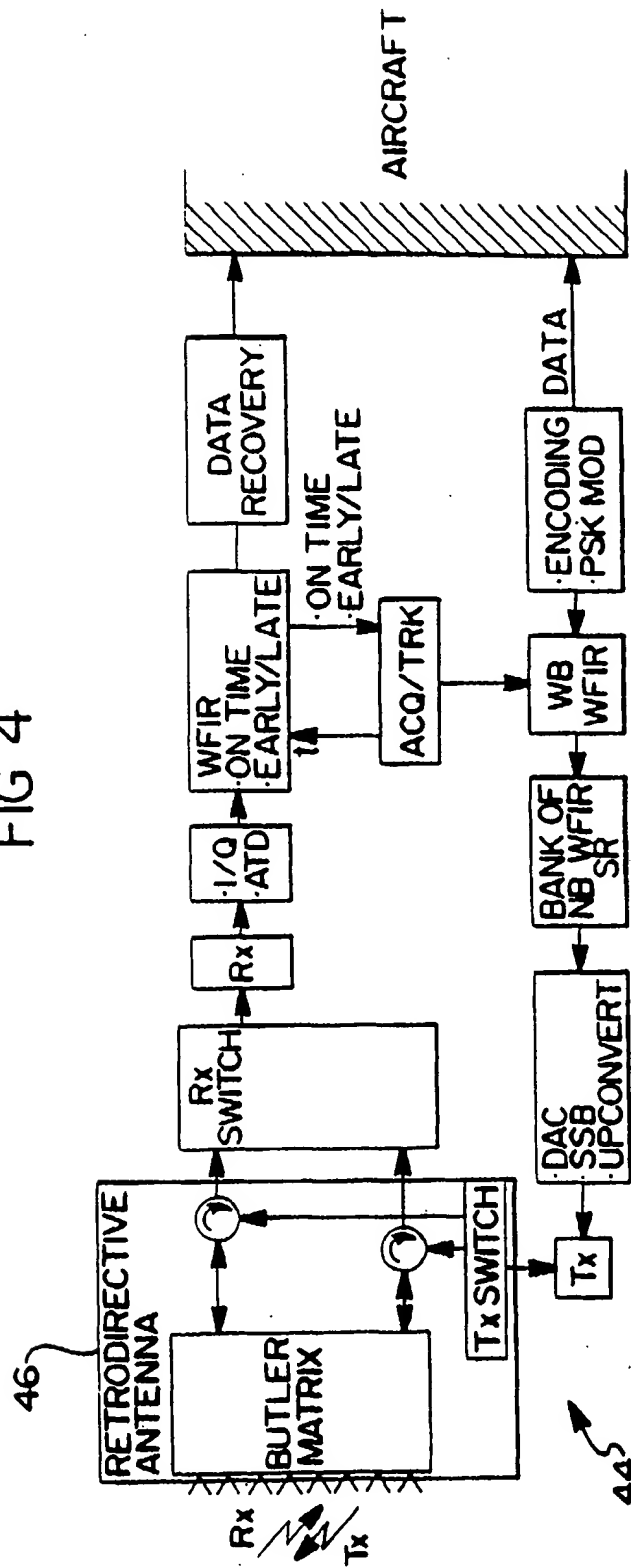 FIG 4
46
RETRODIRECTIVE
ANTENNA
BUTLER
MATRIX
Rx
Tx
Tx SWITCH
Rx
SWITCH
Rx
·I/Q
·ATD
WFIR
·ON TIME
·EARLY/LATE
DATA
RECOVERY
·ON TIME
·EARLY/LATE
t
ACQ/TRK
AIRCRAFT
DATA
·ENCODING
·PSK MOD
WB
WFIR
BANK OF
NB WFIR
SR
·DAC
·SSB
·UPCONVERT
Tx
44